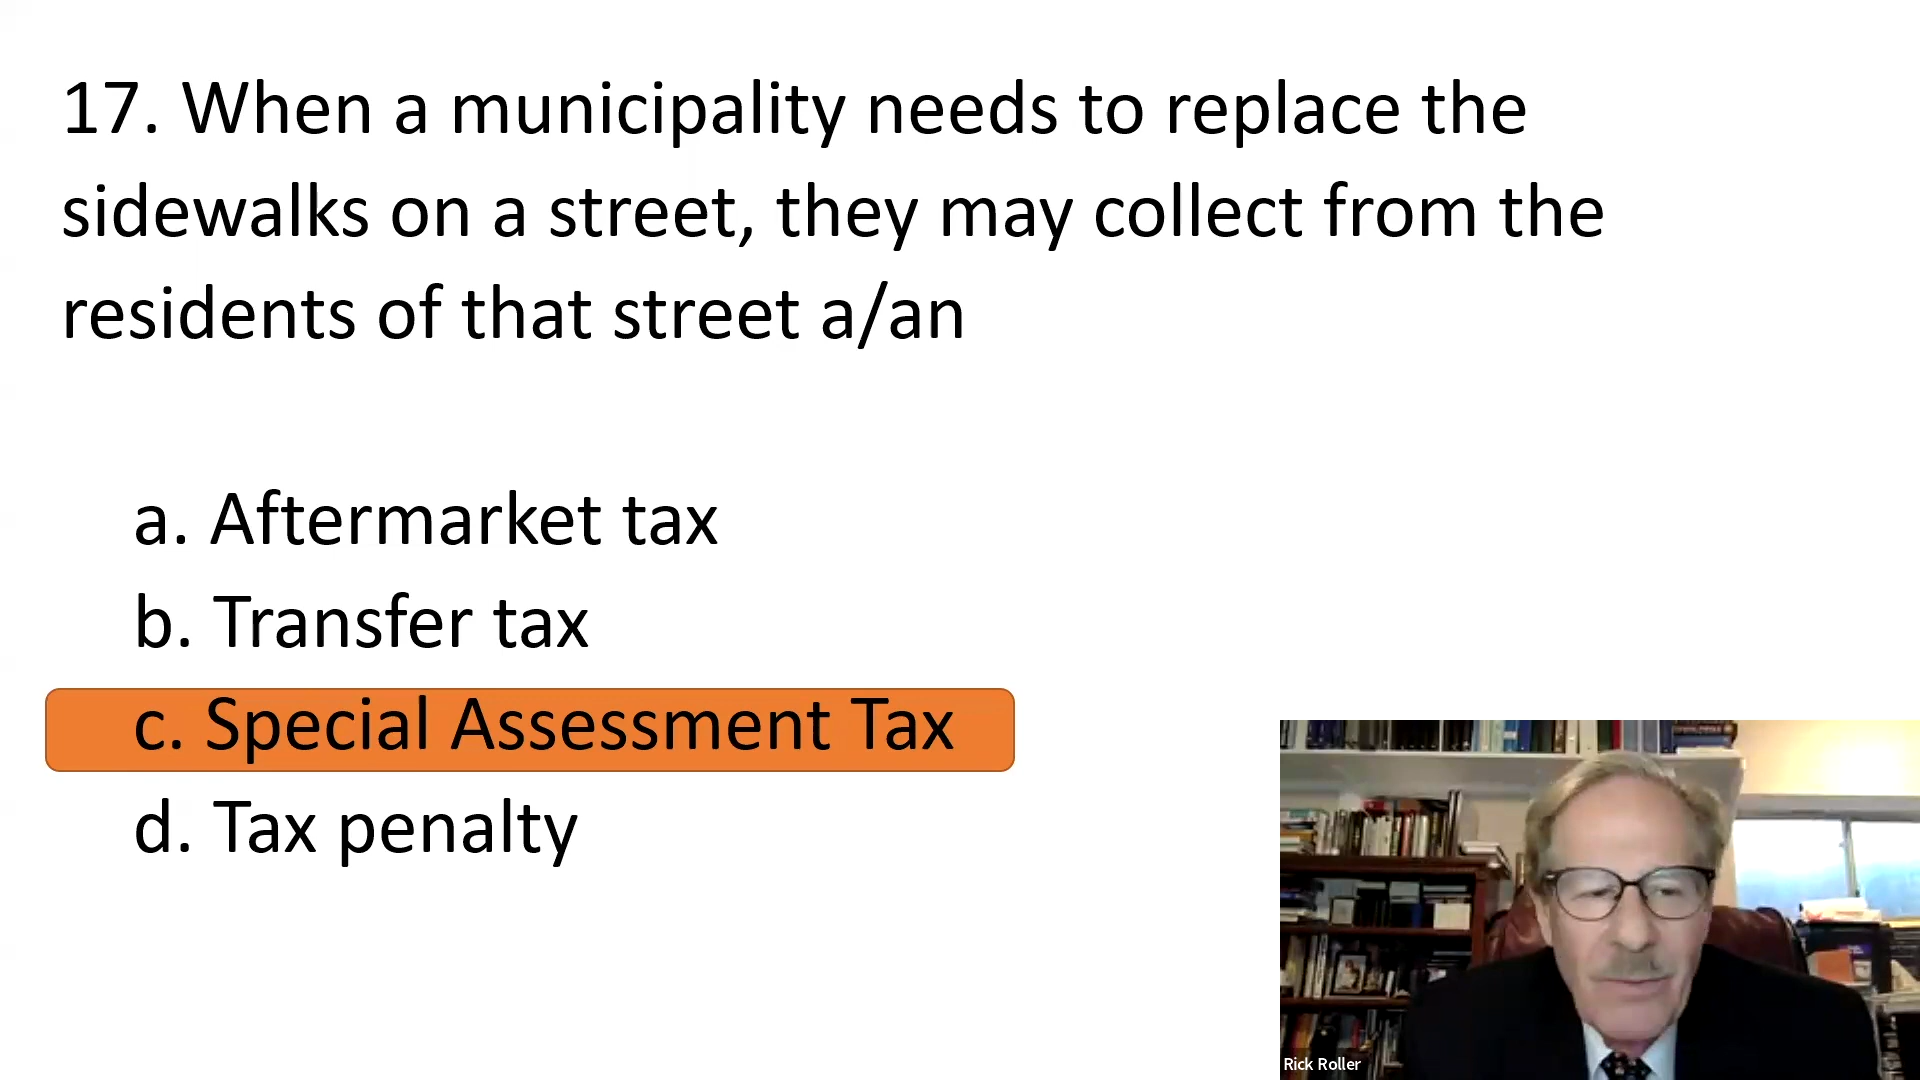 17. When a municipality needs to replace the
sidewalks on a street, they may collect from the
residents of that street a/an
a. Aftermarket tax
b. Transfer tax
c. Special Assessment Tax
d. Tax penalty
Rick Roller